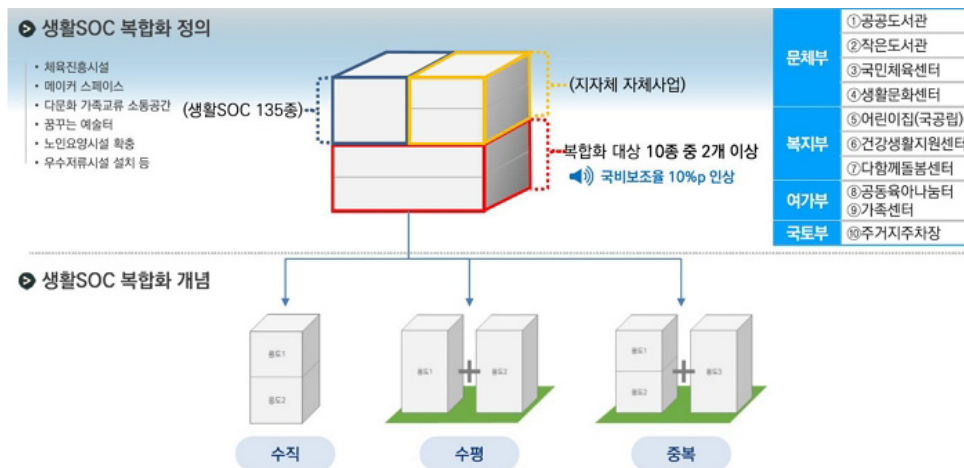 생활SOC 복합화 정의
• 체육진흥시설
• 메이커 스페이스
• 다문화 가족교류 소통공간
• 꿈꾸는 예술터
• 노인요양시설 확충
• 우수저류시설 설치 등
(생활SOC 135종)
(지자체 자체사업)
복합화 대상 10종 중 2개 이상
국비보조율 10%p 인상
문체부
①공공도서관
②작은도서관
③국민체육센터
④생활문화센터
복지부
⑤어린이집(국공립)
⑥건강생활지원센터
⑦다함께돌봄센터
여가부
⑧공동육아나눔터
⑨가족센터
국토부
⑩주거지주차장
생활SOC 복합화 개념
용도1
용도2
수직
용도1
+
용도2
수평
용도1
용도2
+
용도3
중복